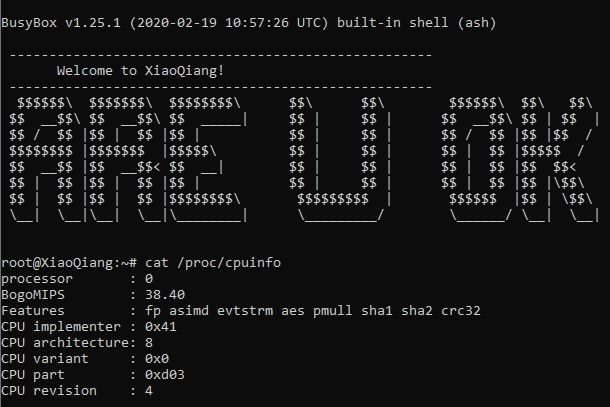 BusyBox v1.25.1 (2020-02-19 10:57:26 UTC) built-in shell (ash)
-----------------------------------------------------
Welcome to XiaoQiang!
-----------------------------------------------------
 $$$$$$\  $$$$$$$\  $$$$$$$$\      $$\      $$\        $$$$$$\  $$\   $$\
$$  __$$\ $$  __$$\ $$  _____|     $$ |     $$ |      $$  __$$\ $$ | $$  |
$$ /  $$ |$$ |  $$ |$$ |           $$ |     $$ |      $$ /  $$ |$$ |$$  /
$$$$$$$$ |$$$$$$$  |$$$$$\         $$ |     $$ |      $$ |  $$ |$$$$$  /
$$  __$$ |$$  __$$< $$  __|        $$ |     $$ |      $$ |  $$ |$$  $$<
$$ |  $$ |$$ |  $$ |$$ |           $$ |     $$ |      $$ |  $$ |$$ |\$$\
$$ |  $$ |$$ |  $$ |$$$$$$$$\       $$$$$$$$$  |       $$$$$$  |$$ | \$$\
\__|  \__|\__|  \__|\________|      \_________/        \______/ \__|  \__|
root@XiaoQiang:~# cat /proc/cpuinfo
processor       : 0
BogoMIPS        : 38.40
Features        : fp asimd evtstrm aes pmull sha1 sha2 crc32
CPU implementer : 0x41
CPU architecture: 8
CPU variant     : 0x0
CPU part        : 0xd03
CPU revision    : 4